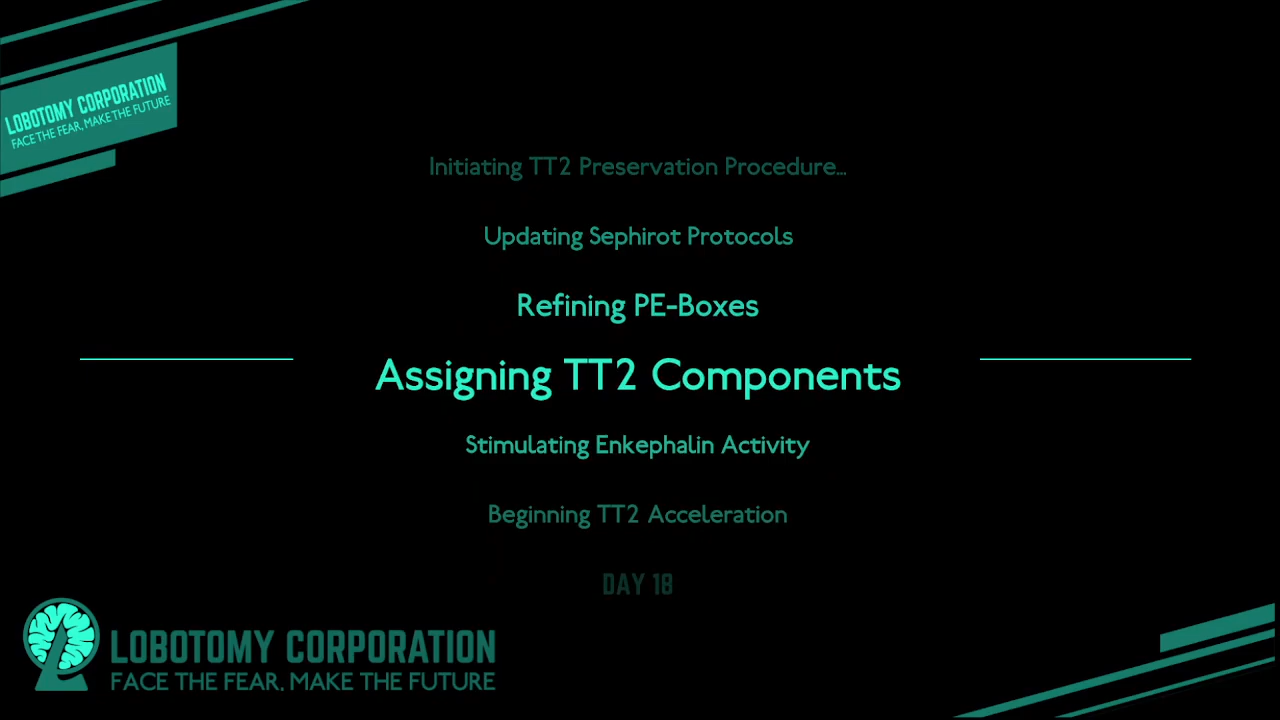 LOBOTOMY CORPORATION
FACE THE FEAR, MAKE THE FUTURE
Initiating TT2 Preservation Procedure...
Updating Sephirot Protocols
Refining PE-Boxes
Assigning TT2 Components
Stimulating Enkephalin Activity
Beginning TT2 Acceleration
DAY 18
LOBOTOMY CORPORATION
FACE THE FEAR, MAKE THE FUTURE